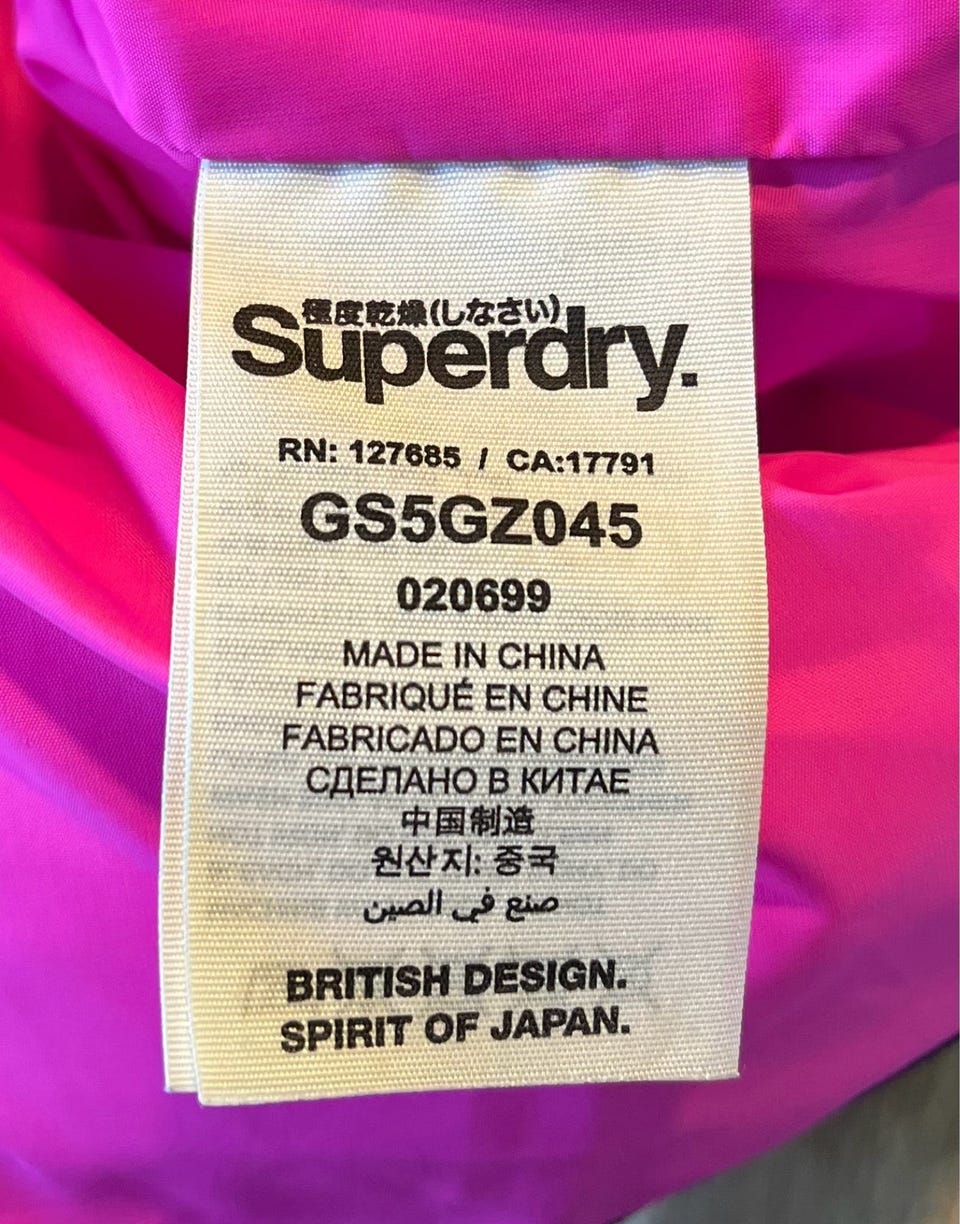 極度乾燥(しなさい)
Superdry.
RN: 127685 / CA:17791
GS5GZ045
020699
MADE IN CHINA
FABRIQUÉ EN CHINE
FABRICADO EN CHINA
СДЕЛАНО В КИТАЕ
中国制造
원산지: 중국
صنع في الصين
BRITISH DESIGN.
SPIRIT OF JAPAN.